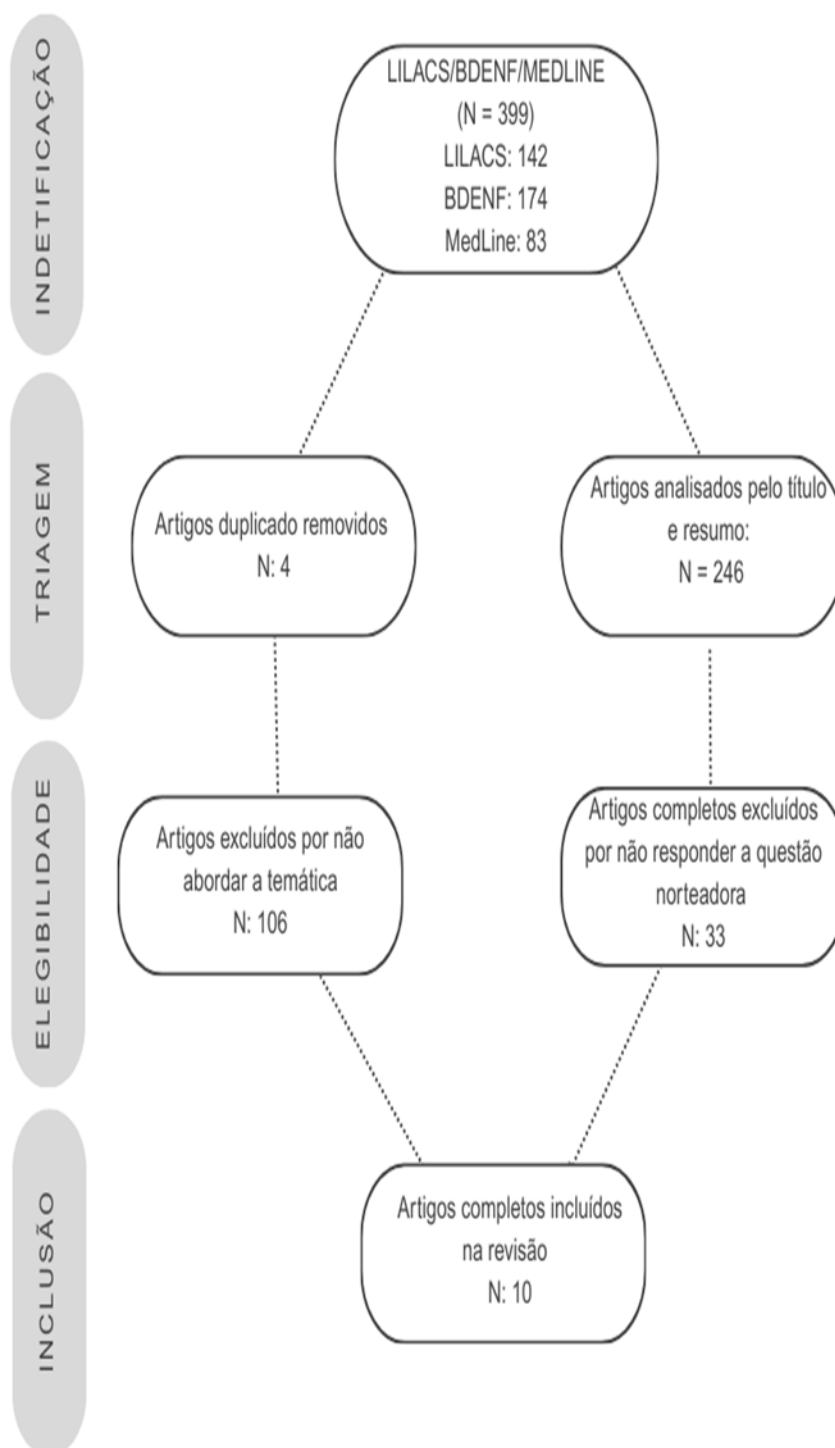 INDETIFICAÇÃO
LILACS/BDENF/MEDLINE
(N = 399)
LILACS: 142
BDENF: 174
MedLine: 83
TRIAGEM
Artigos duplicado removidos
N: 4
Artigos analisados pelo título
e resumo:
N = 246
ELEGIBILIDADE
Artigos excluídos por não
abordar a temática
N: 106
Artigos completos excluídos
por não responder a questão
norteadora
N: 33
INCLUSÃO
Artigos completos incluídos
na revisão
N: 10